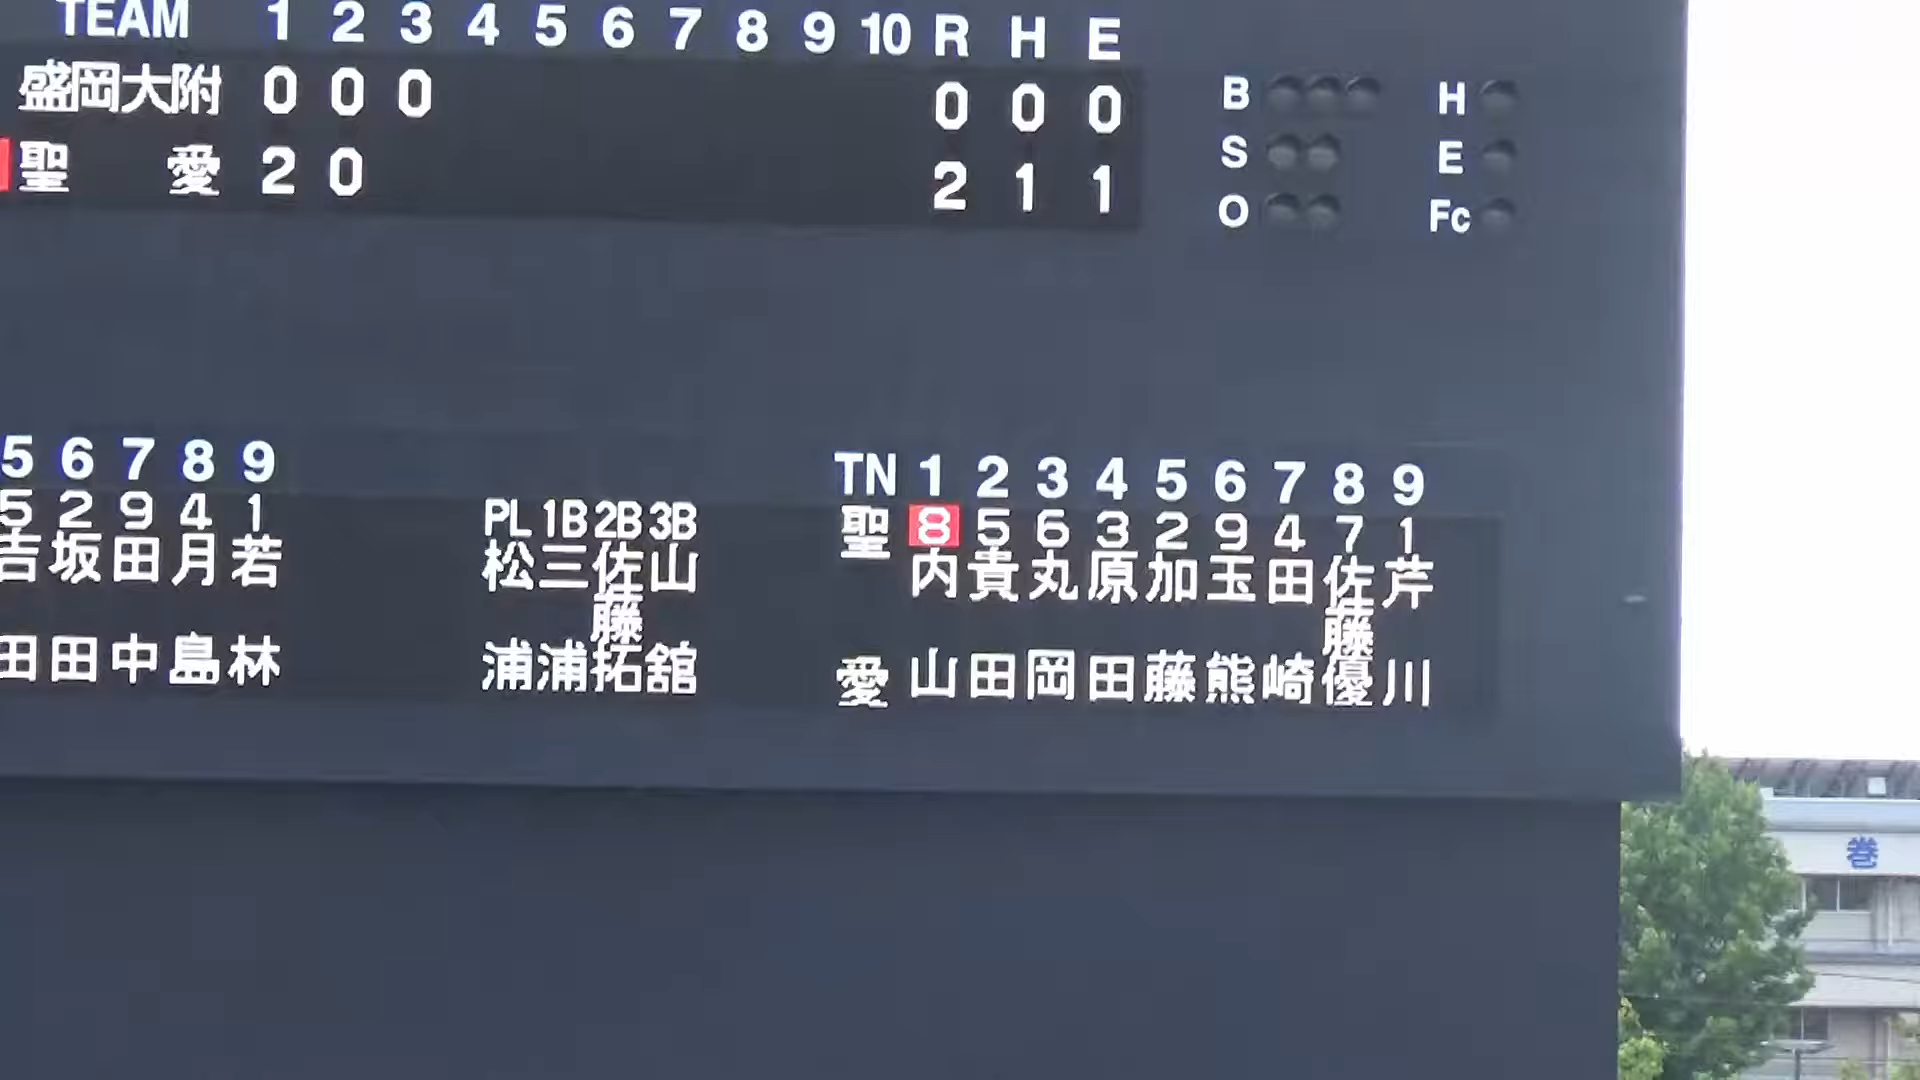 TEAM 1 2 3 4 5 6 7 8 9 10 R H E
盛岡大附 0 0 0 0 0 0
聖愛 2 0 2 1 1
B H
S E
O Fc
5 6 7 8 9
5 2 9 4 1
吉田 坂田 田中 月島 若林
PL 1B 2B 3B
松浦 三浦 佐藤拓 山舘
TN 1 2 3 4 5 6 7 8 9
聖愛 8 5 6 3 2 9 4 7 1
内山 貴田 丸岡 原田 加藤 玉熊 田崎 佐藤優 芹川
巻